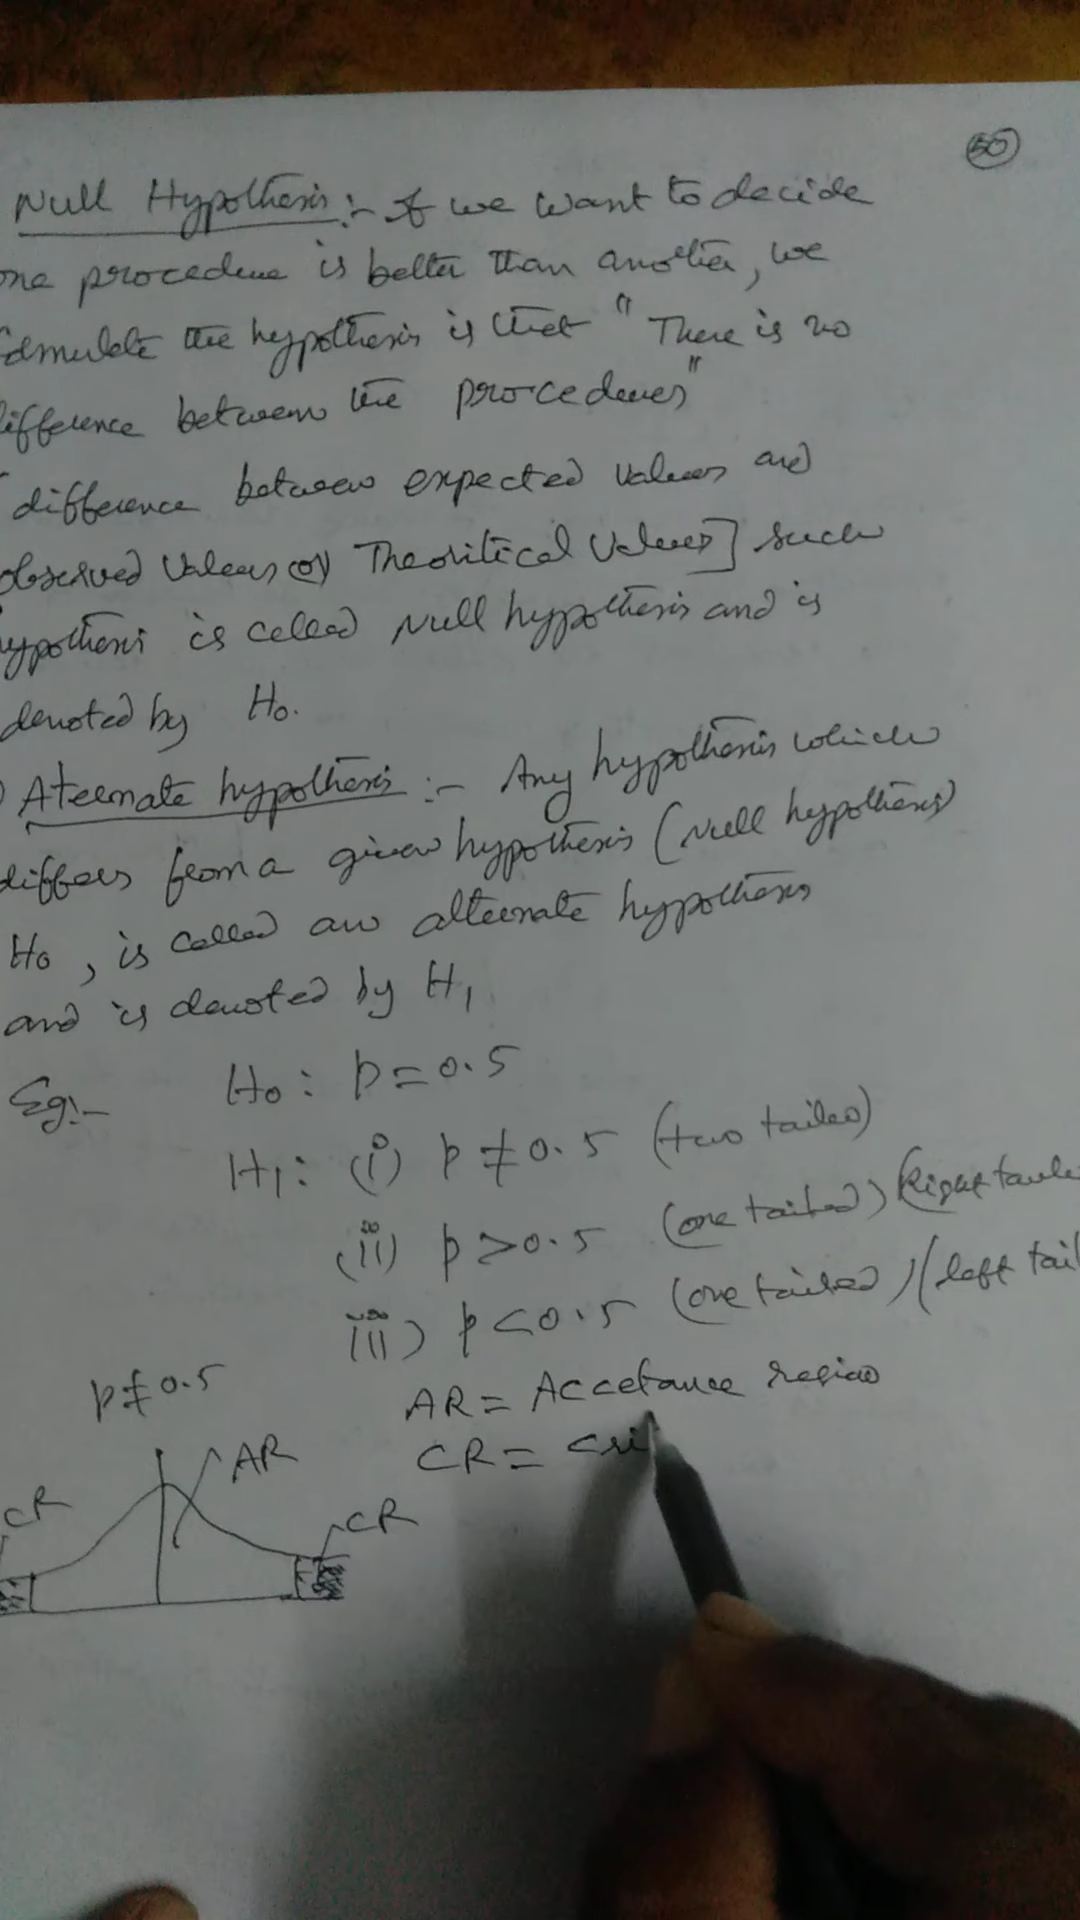 50
Null Hypothesis :- If we want to decide
one procedure is better than another, we
formulate the hypothesis is that " There is no
difference between the procedures"
difference between expected values and
observed values (or) Theoritical values] such
hypothesis is called Null hypothesis and is
denoted by H₀.
) Aternate hypothesis :- Any hypothesis which
differs from a given hypothesis (Null hypothesis)
H₀, is called an alternate hypothesis
and is denoted by H₁
Eg:- H₀ : p = 0.5
H₁ : (i) p ≠ 0.5 (two tailed)
(ii) p > 0.5 (one tailed) (Right taile
iii) p < 0.5 (one tailed) (left tail
p ≠ 0.5
AR = Accetance region
CR = cri
AR
CR
CR